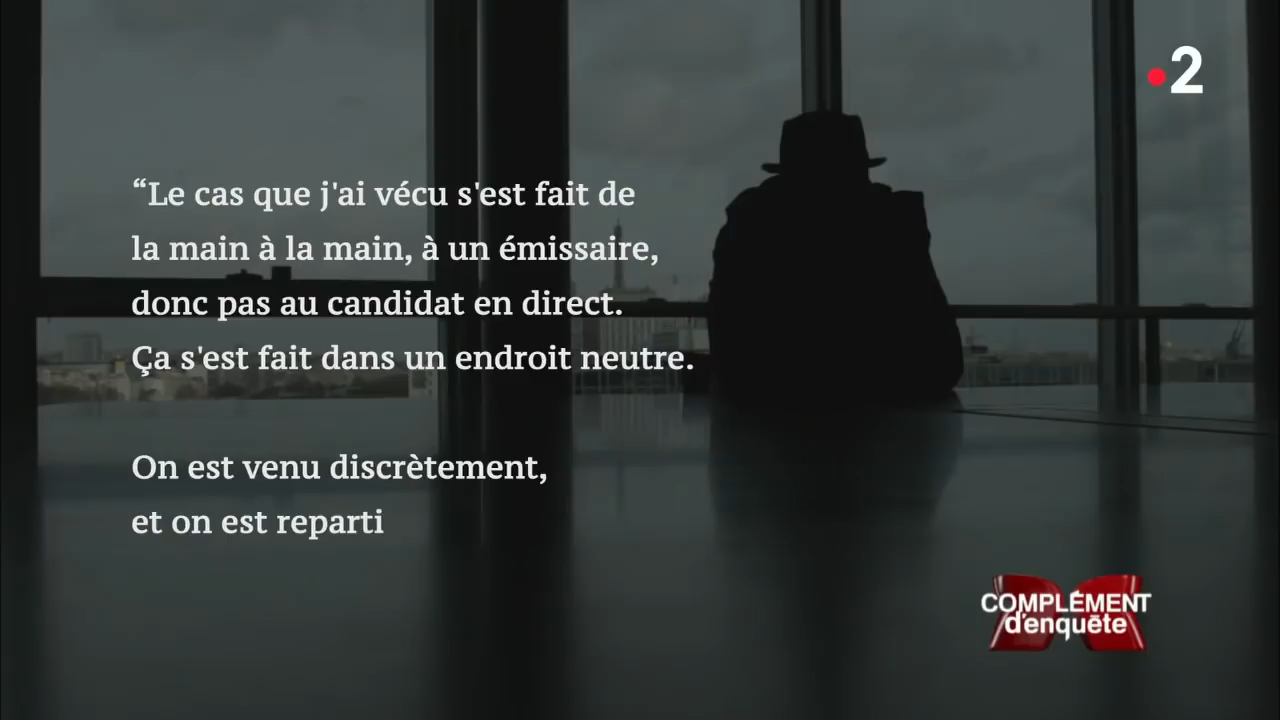 2
“Le cas que j'ai vécu s'est fait de
la main à la main, à un émissaire,
donc pas au candidat en direct.
Ça s'est fait dans un endroit neutre.
On est venu discrètement,
et on est reparti
COMPLÉMENT
d'enquête